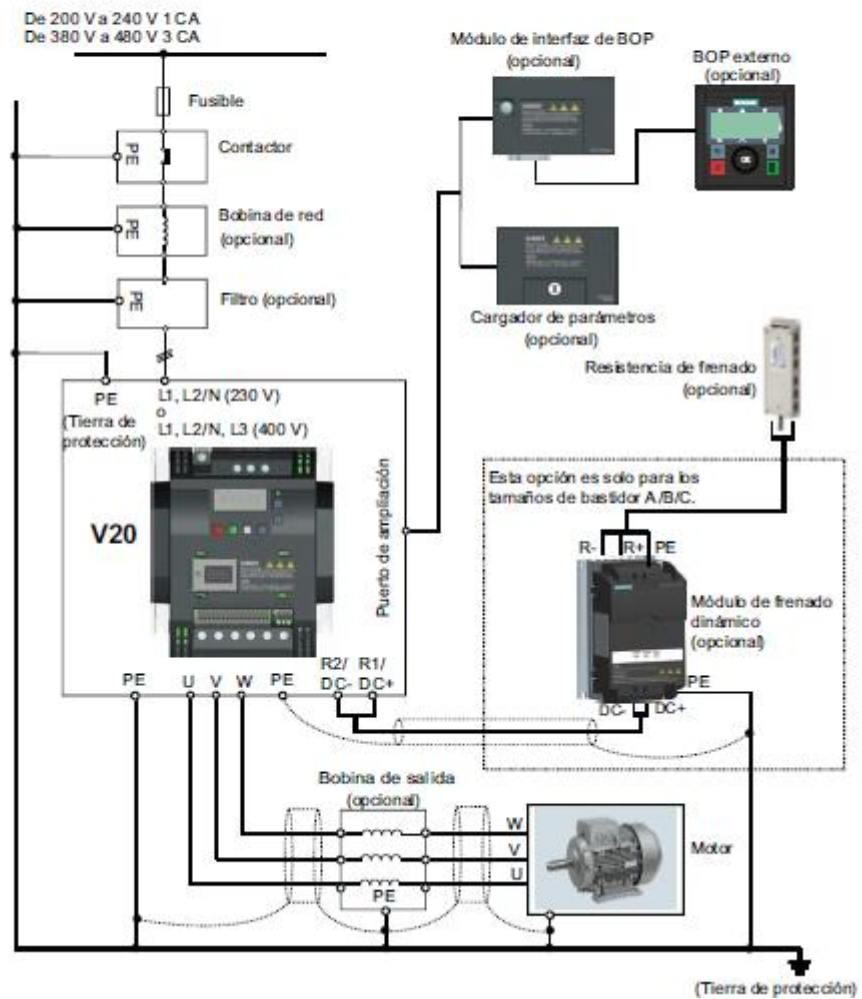 De 200 V a 240 V 1 CA
De 380 V a 480 V 3 CA
Fusible
PE
Contactor
PE
Bobina de red
(opcional)
PE
Filtro (opcional)
Módulo de interfaz de BOP
(opcional)
BOP externo
(opcional)
Cargador de parámetros
(opcional)
Resistencia de frenado
(opcional)
PE
(Tierra de
protección)
L1, L2/N (230 V)
o
L1, L2/N, L3 (400 V)
V20
Puerto de ampliación
Esta opción es solo para los
tamaños de bastidor A/B/C.
R- R+ PE
Módulo de frenado
dinámico
(opcional)
PE
DC- DC+
PE U V W PE
R2/ R1/
DC- DC+
Bobina de salida
(opcional)
PE
W
V
U
Motor
(Tierra de protección)